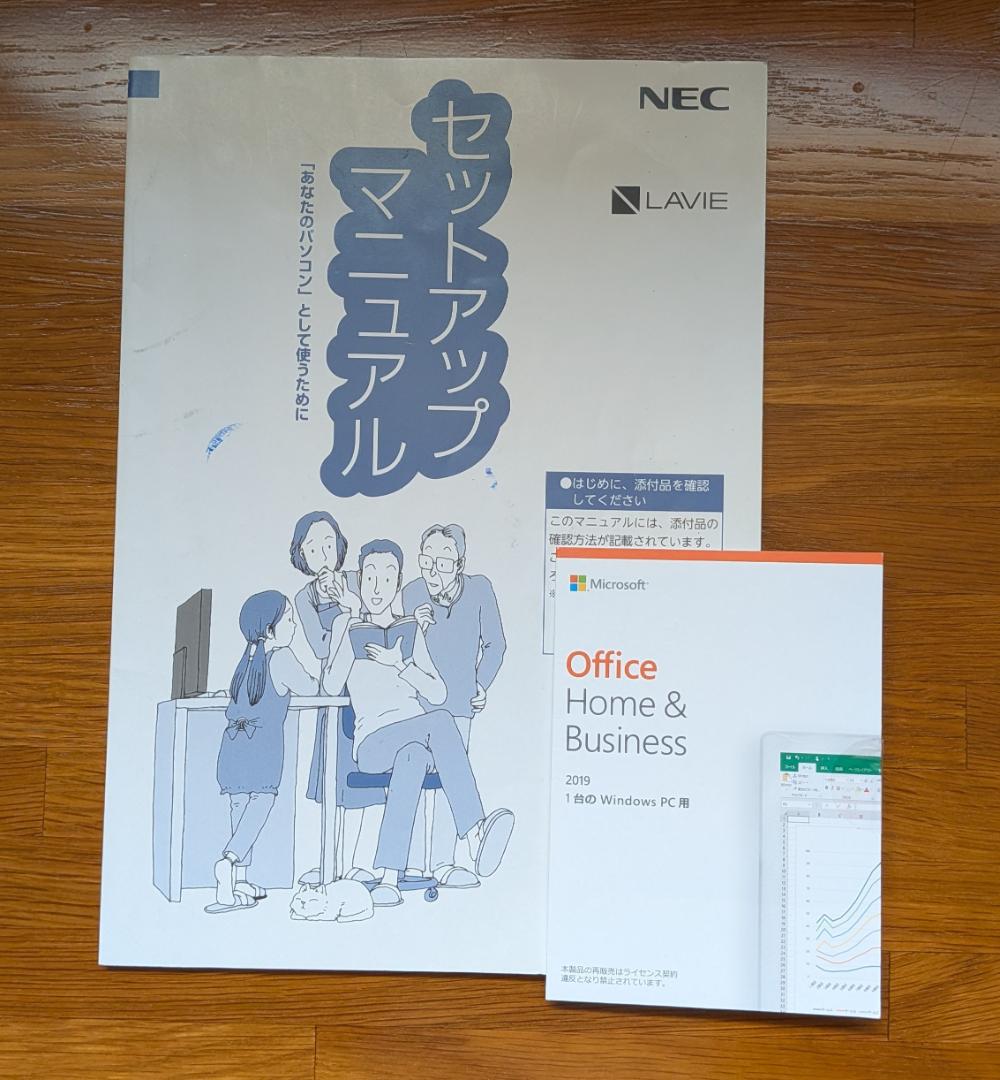 NEC
LAVIE
セットアップ
マニュアル
「あなたのパソコン」として使うために
●はじめに、添付品を確認
してください
このマニュアルには、添付品の
確認方法が記載されています。
Microsoft
Office
Home &
Business
2019
1 台の Windows PC 用
本製品の再販売はライセンス契約
違反となり禁止されています。